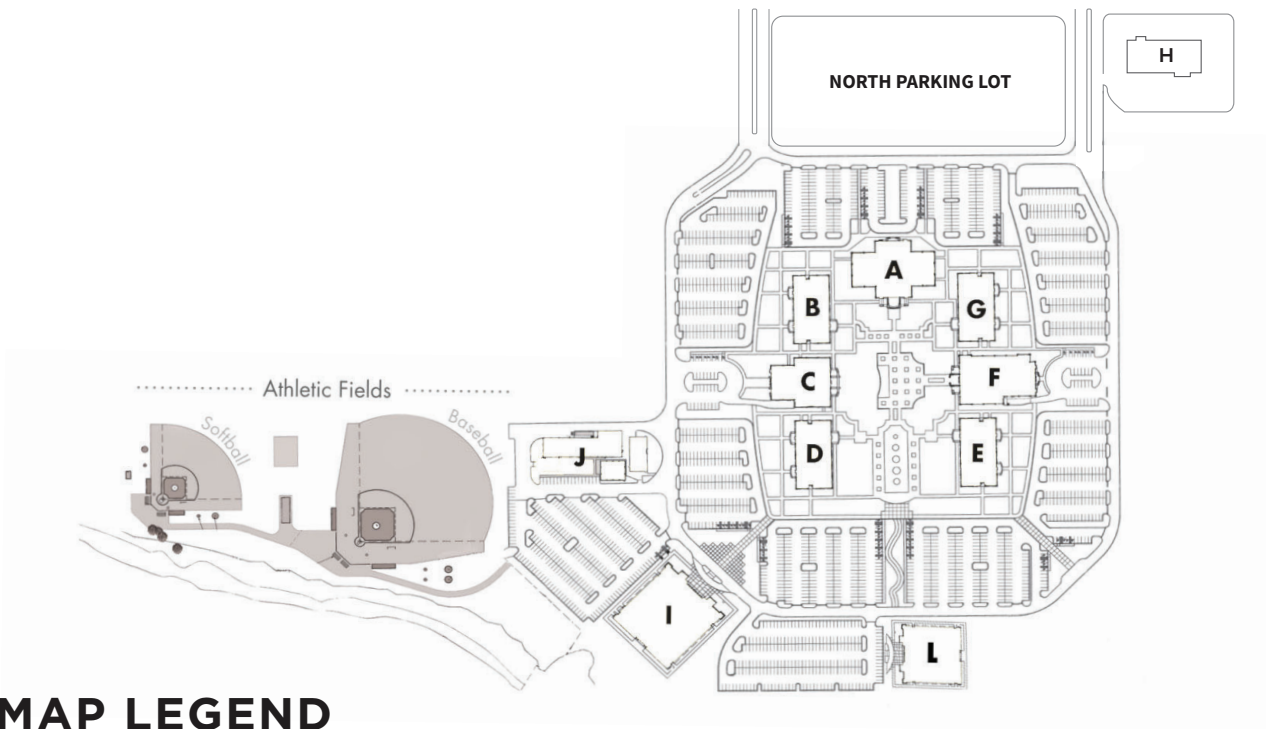 H
NORTH PARKING LOT
A
B
G
C
F
D
E
Athletic Fields
Softball
Baseball
J
I
L
MAP LEGEND